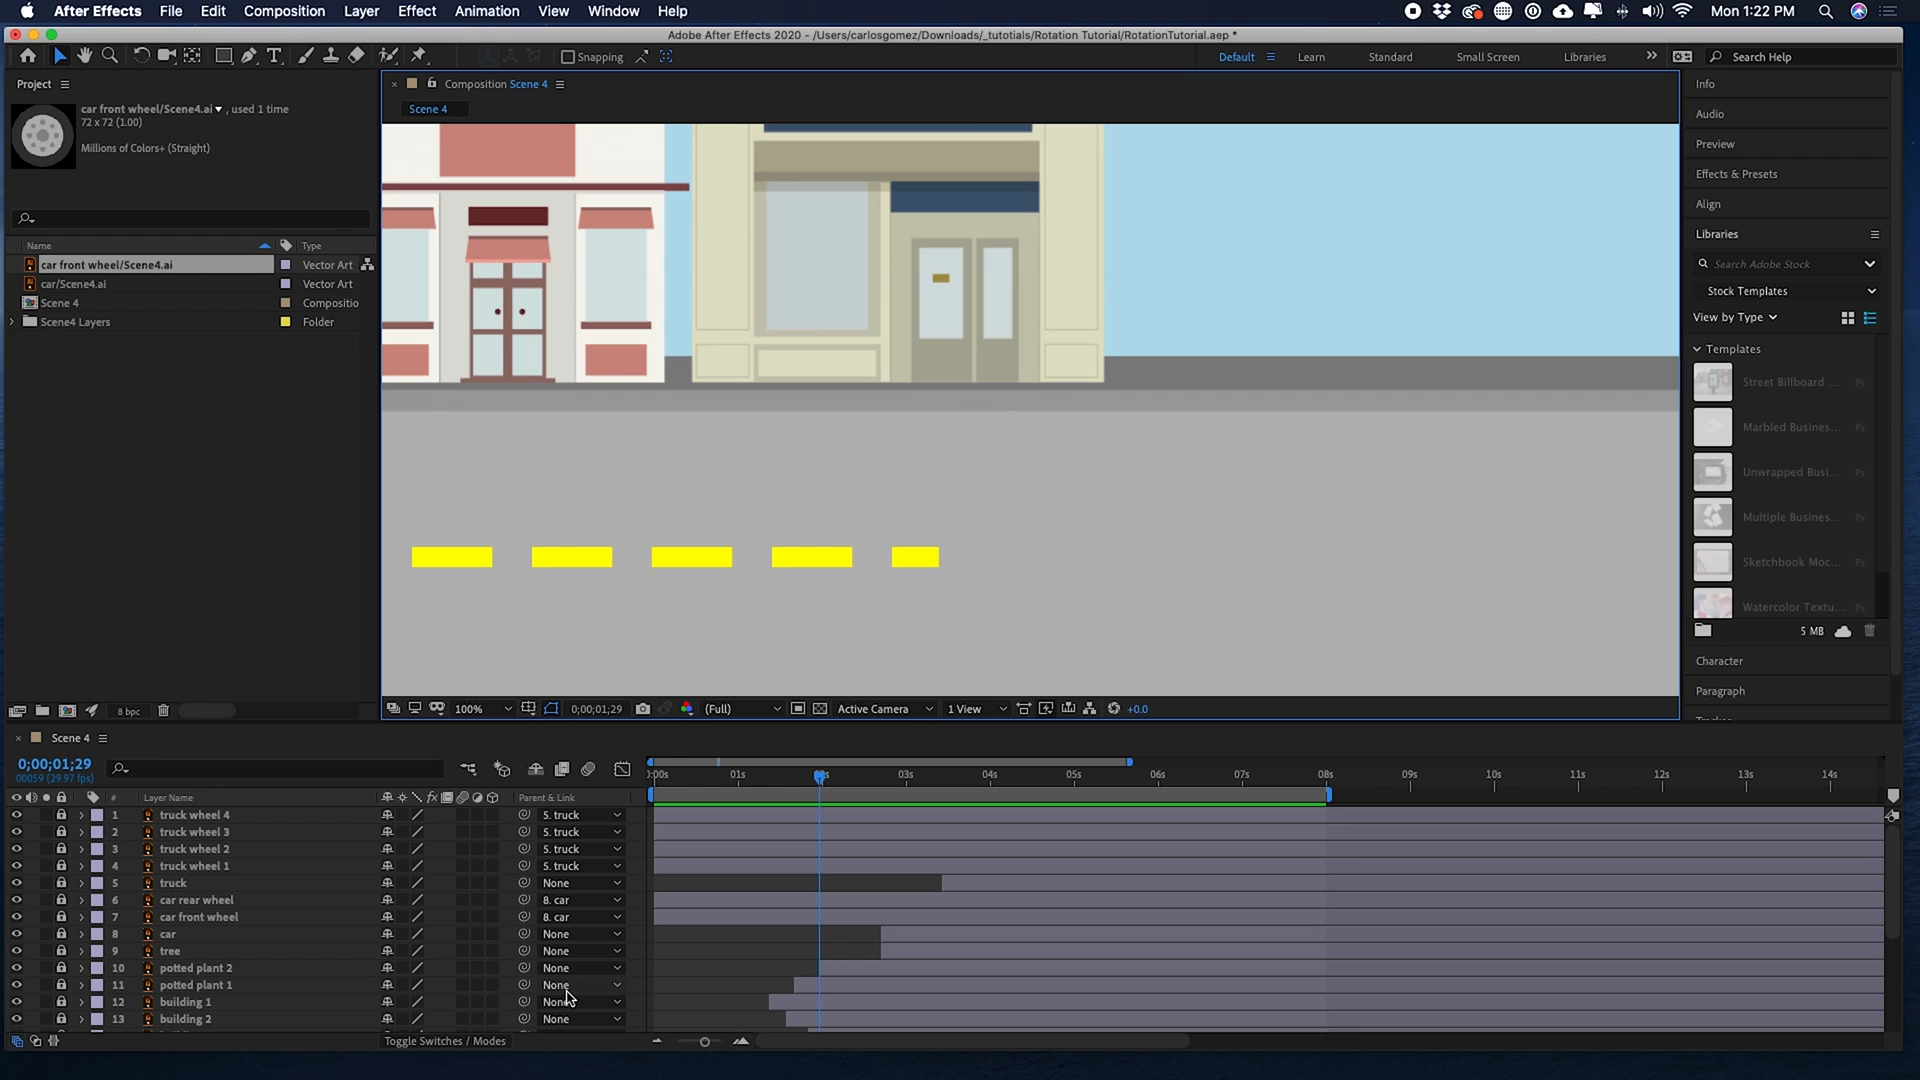 After Effects File Edit Composition Layer Effect Animation View Window Help Mon 1:22 PM
Adobe After Effects 2020 - /Users/carlosgomez/Downloads/_tutotials/Rotation Tutorial/RotationTutorial.aep *
Snapping Default Learn Standard Small Screen Libraries Search Help
Project
car front wheel/Scene4.ai , used 1 time
72 x 72 (1.00)
Millions of Colors+ (Straight)
Name Type
car front wheel/Scene4.ai Vector Art
car/Scene4.ai Vector Art
Scene 4 Compositio
Scene4 Layers Folder
8 bpc
Composition Scene 4
Scene 4
100% 0;00;01;29 (Full) Active Camera 1 View +0.0
Info
Audio
Preview
Effects & Presets
Align
Libraries
Search Adobe Stock
Stock Templates
View by Type
Templates
Street Billboard ... Ps
Marbled Busines... Ps
Unwrapped Busi... Ps
Multiple Busines... Ps
Sketchbook Moc... Ps
Watercolor Textu... Ps
5 MB
Character
Paragraph
Scene 4
0;00;01;29
00059 (29.97 fps)
:00s 01s 03s 04s 05s 06s 07s 08s 09s 10s 11s 12s 13s 14s
# Layer Name fx Parent & Link
1 truck wheel 4 5. truck
2 truck wheel 3 5. truck
3 truck wheel 2 5. truck
4 truck wheel 1 5. truck
5 truck None
6 car rear wheel 8. car
7 car front wheel 8. car
8 car None
9 tree None
10 potted plant 2 None
11 potted plant 1 None
12 building 1 None
13 building 2 None
Toggle Switches / Modes